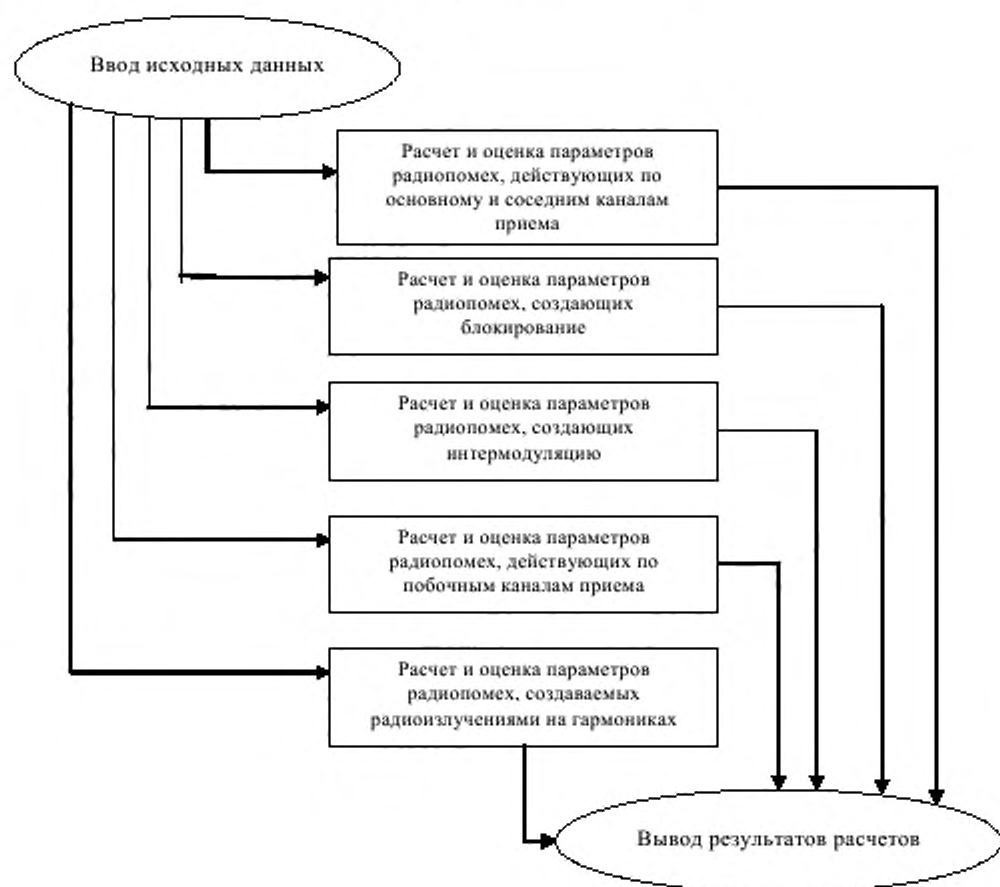 Ввод исходных данных
Расчет и оценка параметров
радиопомех, действующих по
основному и соседним каналам
приема
Расчет и оценка параметров
радиопомех, создающих
блокирование
Расчет и оценка параметров
радиопомех, создающих
интермодуляцию
Расчет и оценка параметров
радиопомех, действующих по
побочным каналам приема
Расчет и оценка параметров
радиопомех, создаваемых
радиоизлучениями на гармониках
Вывод результатов расчетов